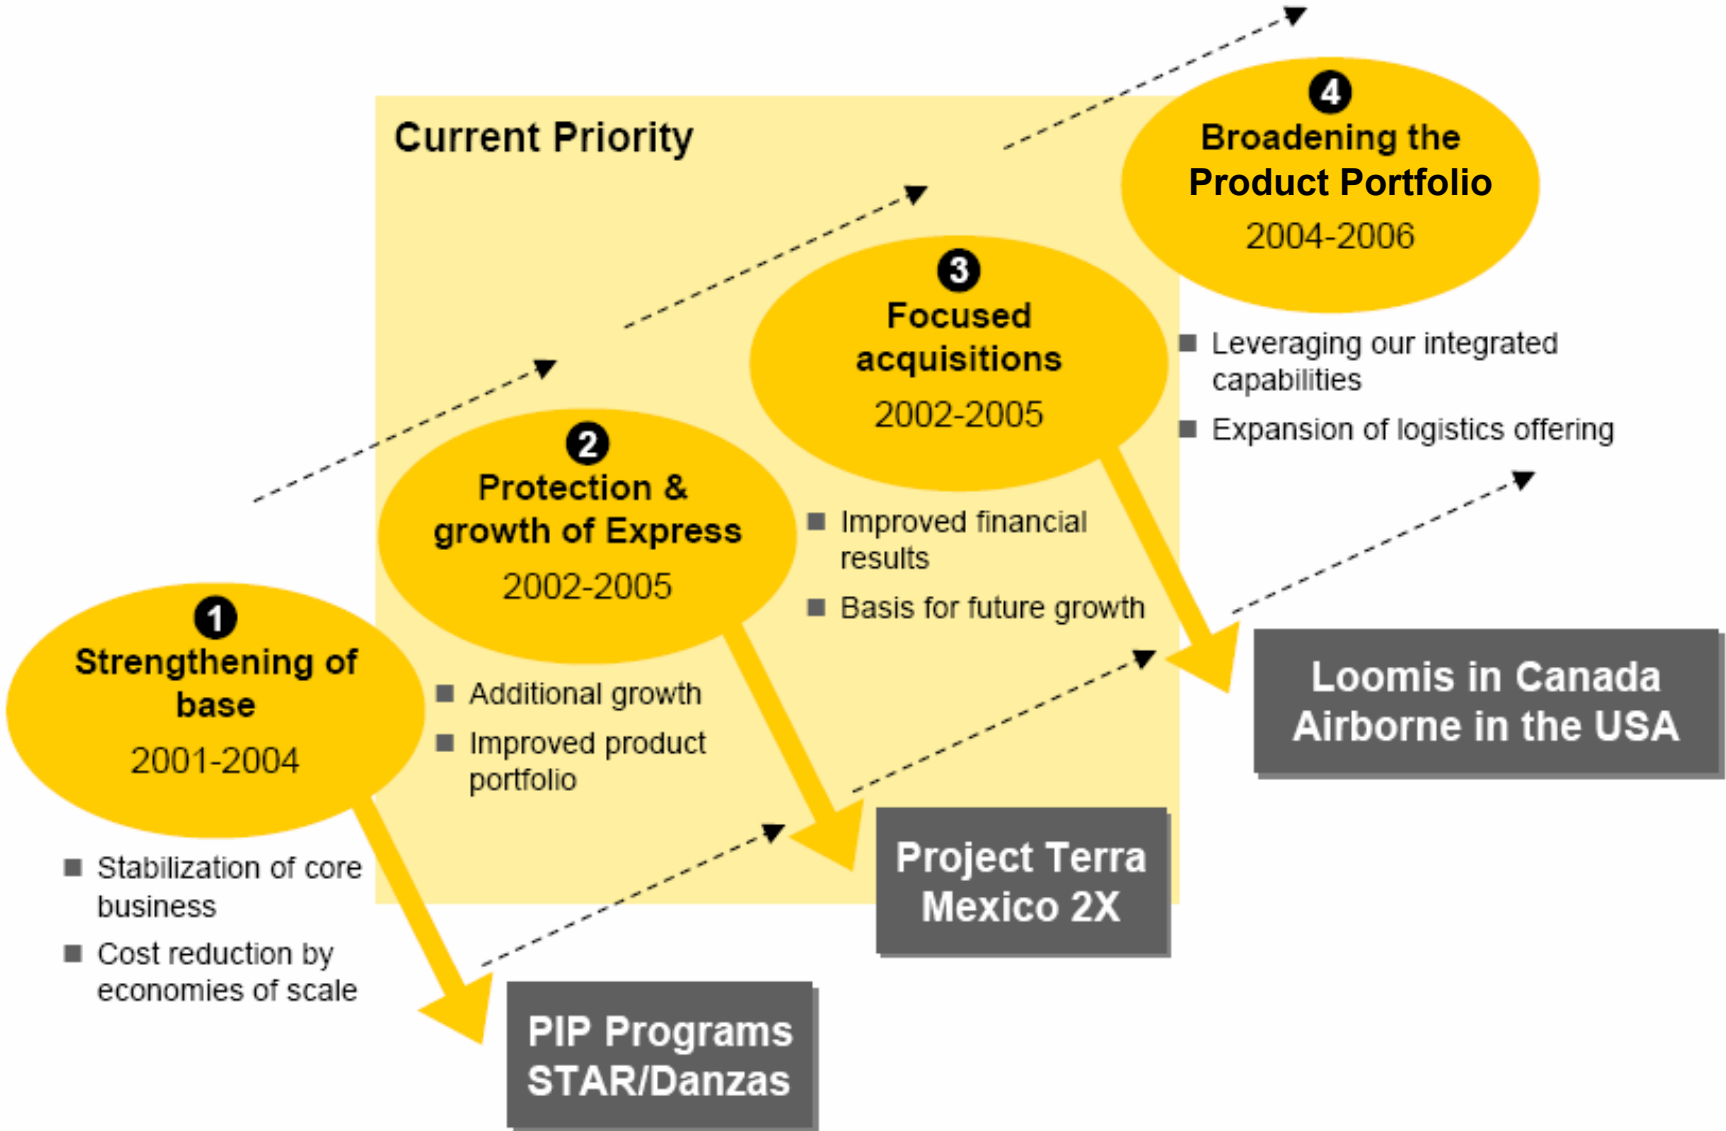 Current Priority
1
Strengthening of
base
2001-2004
■ Stabilization of core
business
■ Cost reduction by
economies of scale
PIP Programs
STAR/Danzas
2
Protection &
growth of Express
2002-2005
■ Additional growth
■ Improved product
portfolio
Project Terra
Mexico 2X
3
Focused
acquisitions
2002-2005
■ Improved financial
results
■ Basis for future growth
Loomis in Canada
Airborne in the USA
4
Broadening the
Product Portfolio
2004-2006
■ Leveraging our integrated
capabilities
■ Expansion of logistics offering